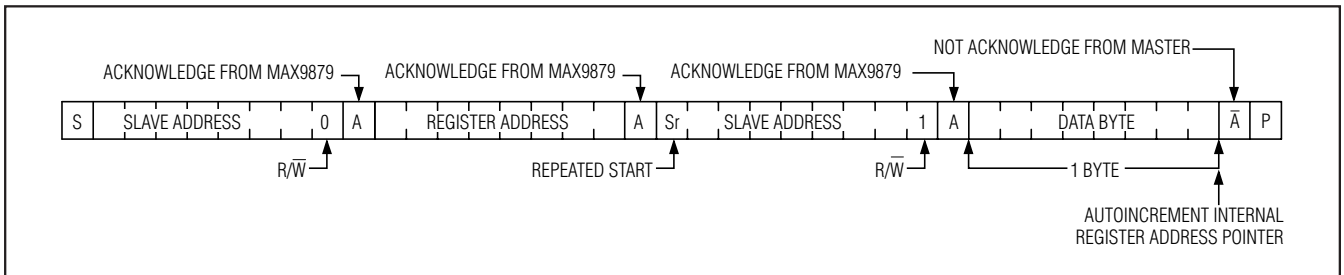 NOT ACKNOWLEDGE FROM MASTER
ACKNOWLEDGE FROM MAX9879 ACKNOWLEDGE FROM MAX9879 ACKNOWLEDGE FROM MAX9879
S SLAVE ADDRESS 0 A REGISTER ADDRESS A Sr SLAVE ADDRESS 1 A DATA BYTE A̅ P
R/W̅ REPEATED START R/W̅ 1 BYTE
AUTOINCREMENT INTERNAL
REGISTER ADDRESS POINTER